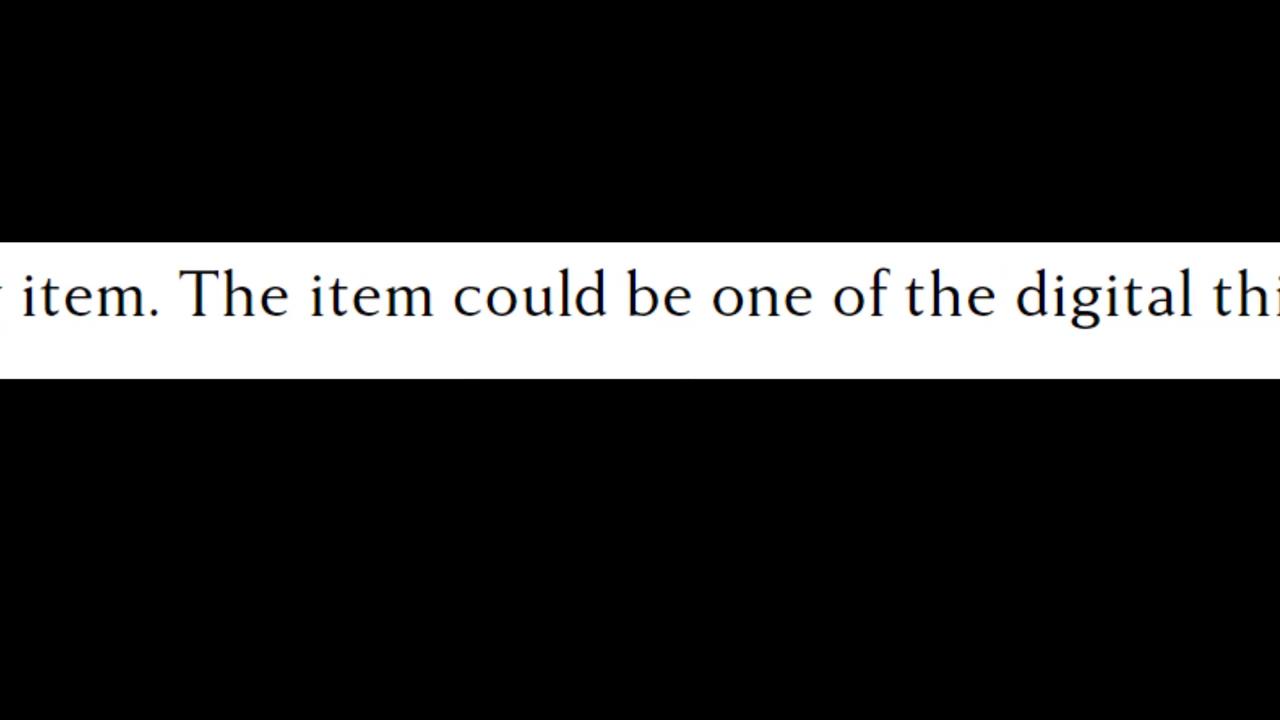 item. The item could be one of the digital